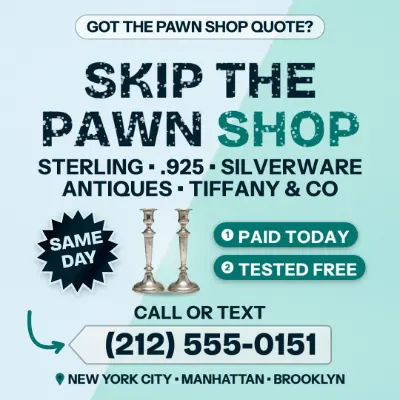 GOT THE PAWN SHOP QUOTE?
SKIP THE
PAWN SHOP
STERLING • .925 • SILVERWARE
ANTIQUES • TIFFANY & CO
SAME
DAY
1 PAID TODAY
2 TESTED FREE
CALL OR TEXT
(212) 555-0151
NEW YORK CITY • MANHATTAN • BROOKLYN